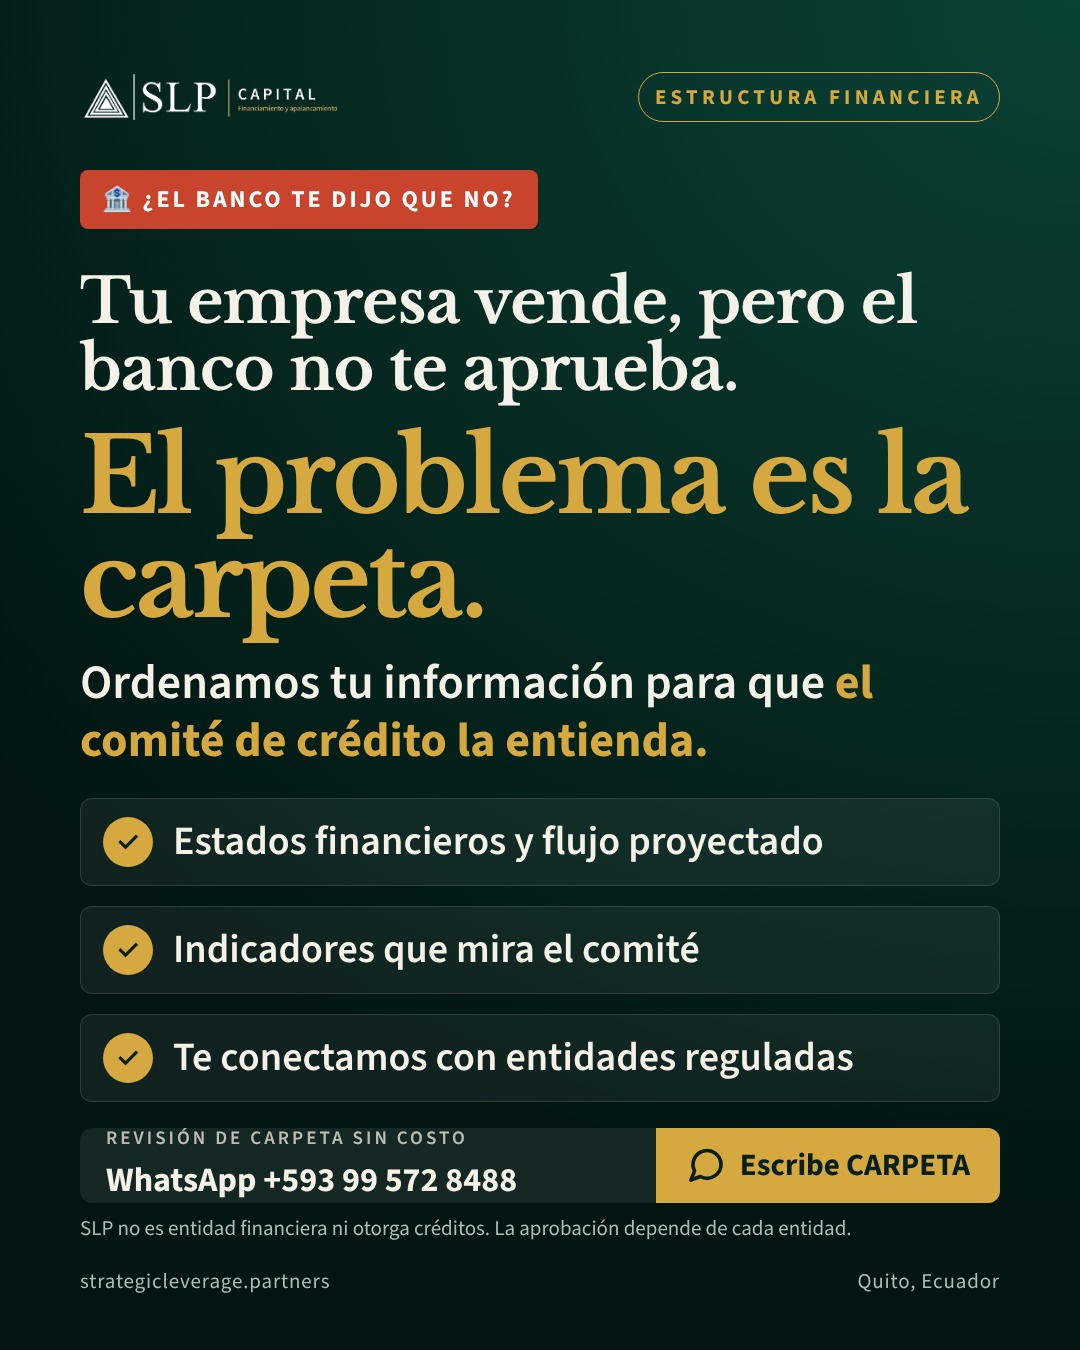 SLP
CAPITAL
Financiamiento y apalancamiento
ESTRUCTURA FINANCIERA
¿EL BANCO TE DIJO QUE NO?
Tu empresa vende, pero el
banco no te aprueba.
El problema es la
carpeta.
Ordenamos tu información para que el
comité de crédito la entienda.
Estados financieros y flujo proyectado
Indicadores que mira el comité
Te conectamos con entidades reguladas
REVISIÓN DE CARPETA SIN COSTO
WhatsApp +593 99 572 8488
Escribe CARPETA
SLP no es entidad financiera ni otorga créditos. La aprobación depende de cada entidad.
strategicleverage.partners
Quito, Ecuador